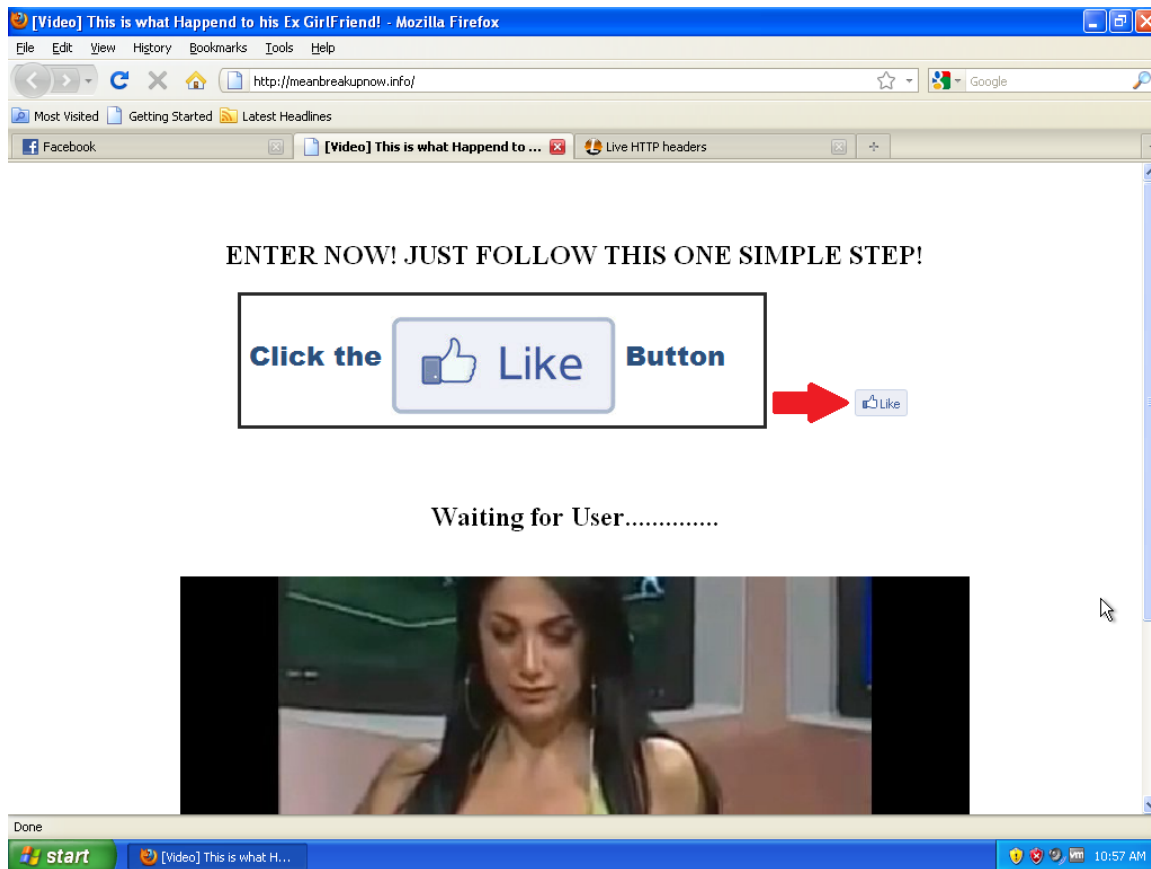 [Video] This is what Happend to his Ex GirlFriend! - Mozilla Firefox
File Edit View History Bookmarks Tools Help
http://meanbreakupnow.info/ Google
Most Visited Getting Started Latest Headlines
Facebook [Video] This is what Happend to ... Live HTTP headers
ENTER NOW! JUST FOLLOW THIS ONE SIMPLE STEP!
Click the Like Button
Like
Waiting for User..............
Done
start [Video] This is what H... vm 10:57 AM